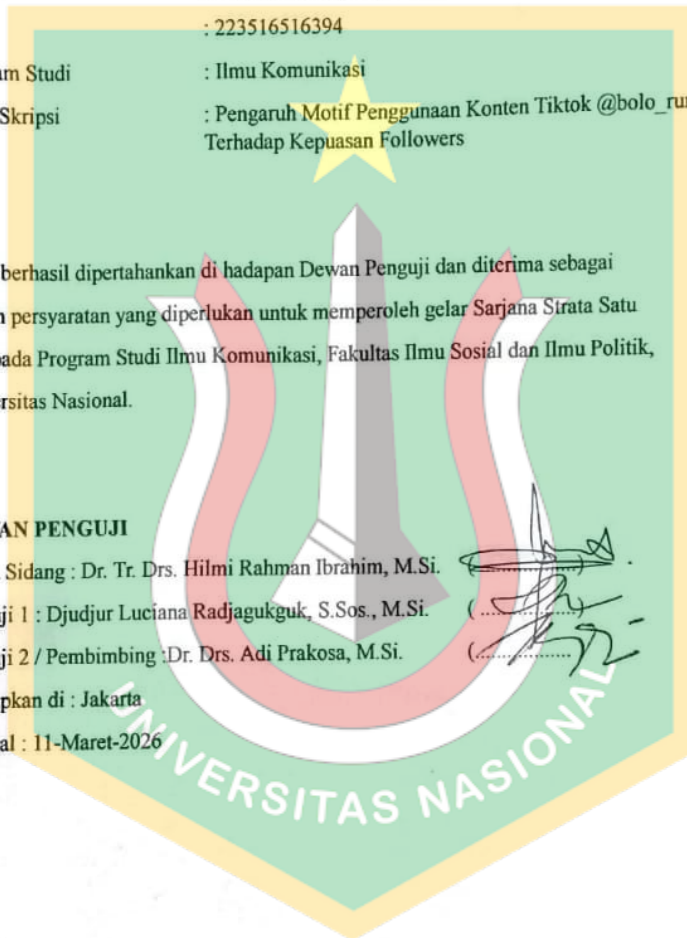 : 223516516394
am Studi : Ilmu Komunikasi
Skripsi : Pengaruh Motif Penggunaan Konten Tiktok @bolo_ru
Terhadap Kepuasan Followers
berhasil dipertahankan di hadapan Dewan Penguji dan diterima sebagai
n persyaratan yang diperlukan untuk memperoleh gelar Sarjana Strata Satu
pada Program Studi Ilmu Komunikasi, Fakultas Ilmu Sosial dan Ilmu Politik,
ersitas Nasional.
AN PENGUJI
Sidang : Dr. Tr. Drs. Hilmi Rahman Ibrahim, M.Si. (....................)
ji 1 : Djudjur Luciana Radjagukguk, S.Sos., M.Si. (....................)
ji 2 / Pembimbing :Dr. Drs. Adi Prakosa, M.Si. (....................
pkan di : Jakarta
al : 11-Maret-2026
UNIVERSITAS NASIONAL